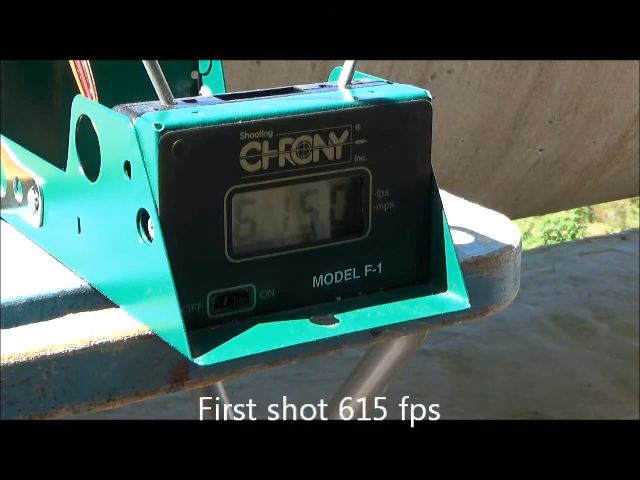 Shooting
CHRONY®
Inc.
615.0
-fps
-mps
MODEL F-1
OFF ON
First shot 615 fps